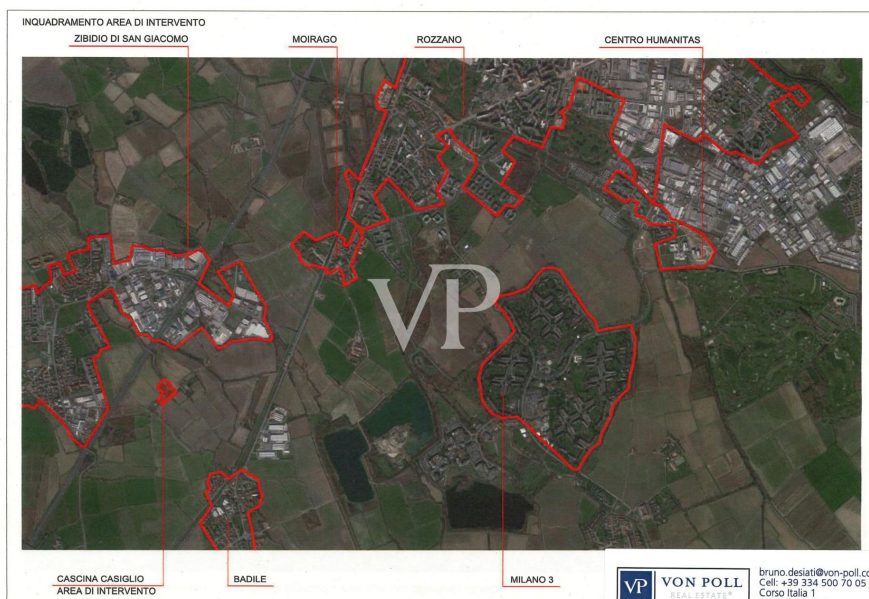 INQUADRAMENTO AREA DI INTERVENTO
ZIBIDIO DI SAN GIACOMO
MOIRAGO
ROZZANO
CENTRO HUMANITAS
VP
CASCINA CASIGLIO
AREA DI INTERVENTO
BADILE
MILANO 3
VP
VON POLL
REAL ESTATE®
bruno.desiati@von-poll.co
Cell: +39 334 500 70 05
Corso Italia 1